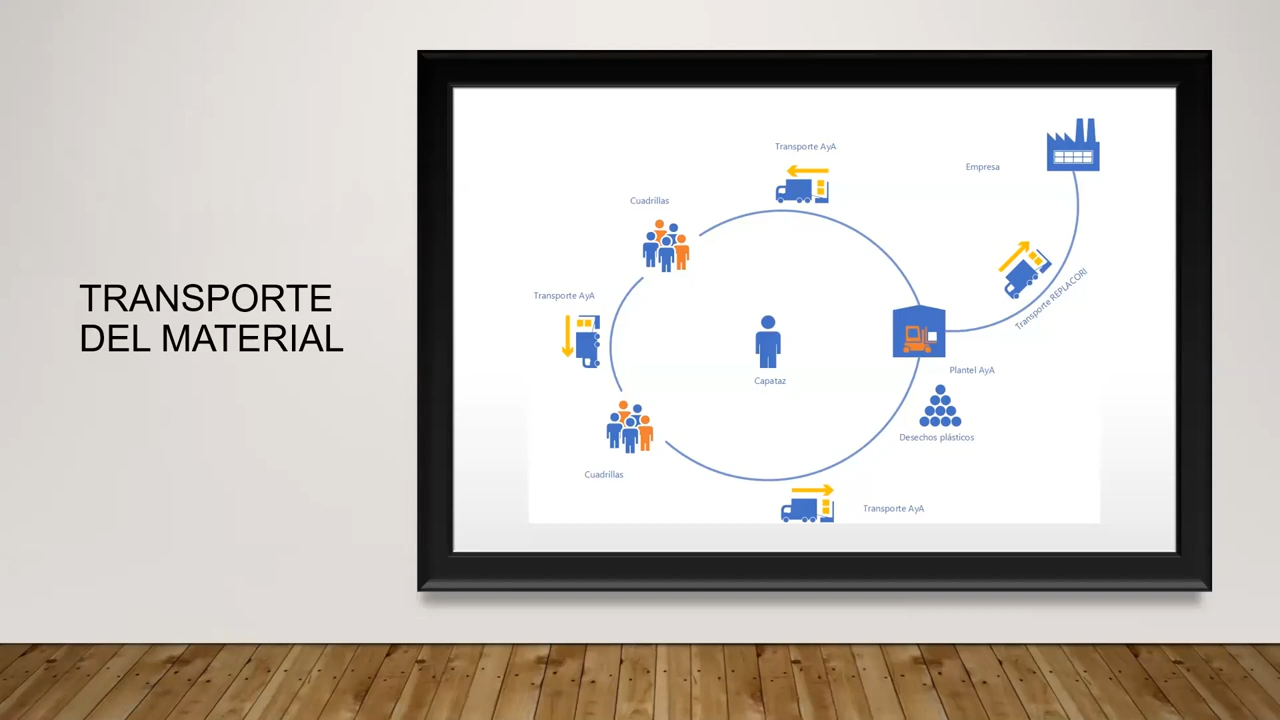 TRANSPORTE
DEL MATERIAL
Transporte AyA
Empresa
Cuadrillas
Transporte AyA
Transporte REPLACORI
Capataz
Plantel AyA
Desechos plásticos
Cuadrillas
Transporte AyA